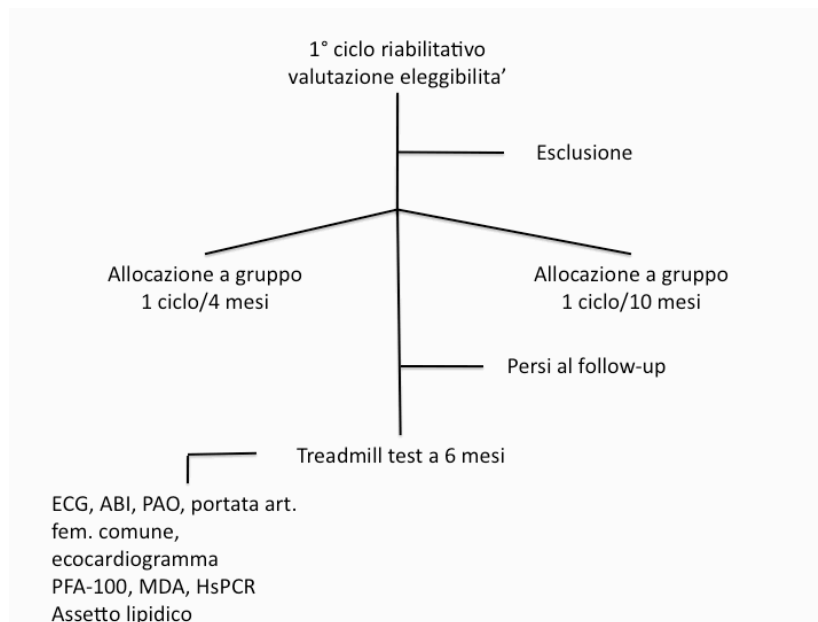 1° ciclo riabilitativo
valutazione eleggibilita’
Esclusione
Allocazione a gruppo
1 ciclo/4 mesi
Allocazione a gruppo
1 ciclo/10 mesi
Persi al follow-up
Treadmill test a 6 mesi
ECG, ABI, PAO, portata art.
fem. comune,
ecocardiogramma
PFA-100, MDA, HsPCR
Assetto lipidico